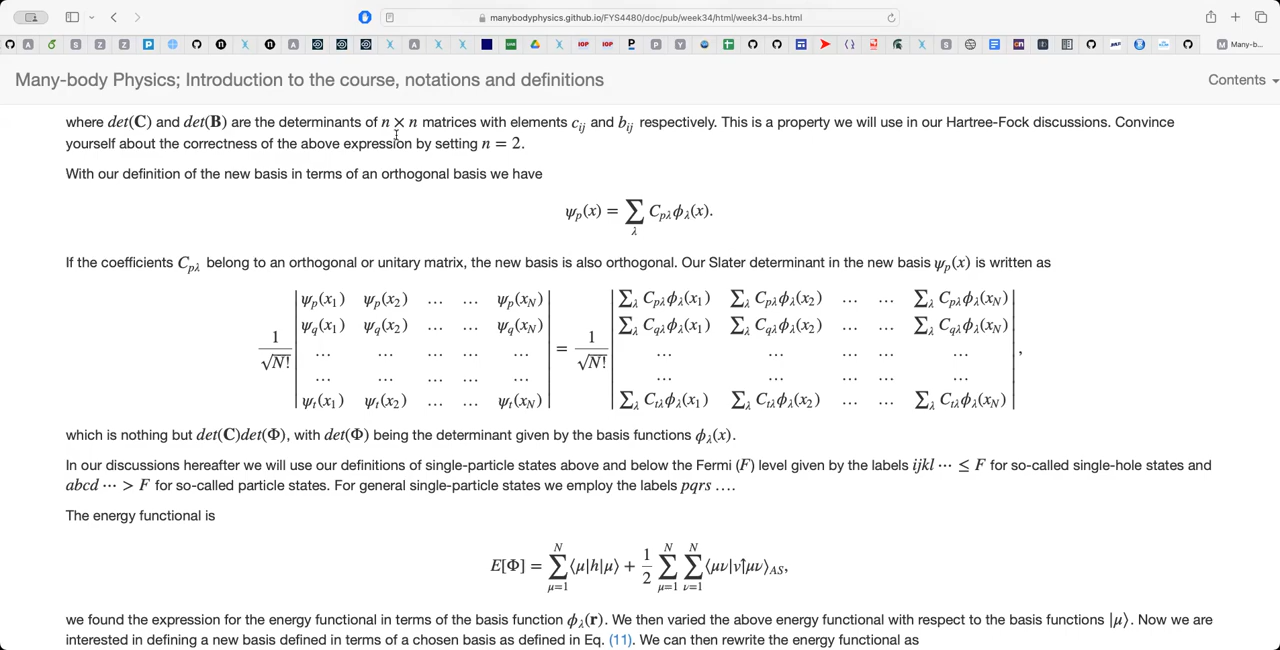 manybodyphysics.github.io/FYS4480/doc/pub/week34/html/week34-bs.html
Many-b...
Many-body Physics; Introduction to the course, notations and definitions
Contents
where det(C) and det(B) are the determinants of n × n matrices with elements c_ij and b_ij respectively. This is a property we will use in our Hartree-Fock discussions. Convince
yourself about the correctness of the above expression by setting n = 2.
With our definition of the new basis in terms of an orthogonal basis we have
ψ_p(x) = ∑_λ C_pλ ϕ_λ(x).
If the coefficients C_pλ belong to an orthogonal or unitary matrix, the new basis is also orthogonal. Our Slater determinant in the new basis ψ_p(x) is written as
1/√N! | ψ_p(x_1) ψ_p(x_2) … … ψ_p(x_N) | = 1/√N! | ∑_λ C_pλ ϕ_λ(x_1) ∑_λ C_pλ ϕ_λ(x_2) … … ∑_λ C_pλ ϕ_λ(x_N) | ,
ψ_q(x_1) ψ_q(x_2) … … ψ_q(x_N) ∑_λ C_qλ ϕ_λ(x_1) ∑_λ C_qλ ϕ_λ(x_2) … … ∑_λ C_qλ ϕ_λ(x_N)
… … … … … … … … … …
… … … … … … … … … …
ψ_t(x_1) ψ_t(x_2) … … ψ_t(x_N) ∑_λ C_tλ ϕ_λ(x_1) ∑_λ C_tλ ϕ_λ(x_2) … … ∑_λ C_tλ ϕ_λ(x_N)
which is nothing but det(C)det(Φ), with det(Φ) being the determinant given by the basis functions ϕ_λ(x).
In our discussions hereafter we will use our definitions of single-particle states above and below the Fermi (F) level given by the labels ijkl ⋯ ≤ F for so-called single-hole states and
abcd ⋯ > F for so-called particle states. For general single-particle states we employ the labels pqrs ….
The energy functional is
E[Φ] = ∑_{μ=1}^N ⟨μ|h|μ⟩ + 1/2 ∑_{μ=1}^N ∑_{ν=1}^N ⟨μν|v̂|μν⟩_AS,
we found the expression for the energy functional in terms of the basis function ϕ_λ(r). We then varied the above energy functional with respect to the basis functions |μ⟩. Now we are
interested in defining a new basis defined in terms of a chosen basis as defined in Eq. (11). We can then rewrite the energy functional as